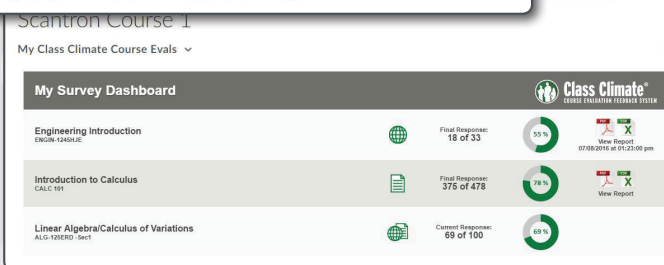 Scantron Course 1
My Class Climate Course Evals
My Survey Dashboard
Class Climate®
COURSE EVALUATION FEEDBACK SYSTEM
Engineering Introduction
ENGIN-1245HJE
Final Response:
18 of 33
55 %
PDF CSV
X
View Report
07/08/2016 at 01:23:00 pm
Introduction to Calculus
CALC 101
Final Response:
375 of 478
78 %
PDF CSV
X
View Report
Linear Algebra/Calculus of Variations
ALG-125ERD -Sec1
Current Response:
69 of 100
69 %